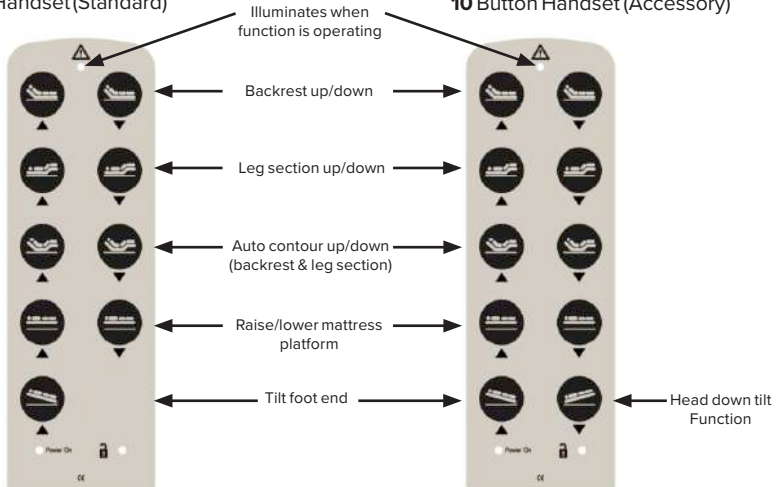 Handset (Standard)
10 Button Handset (Accessory)
Illuminates when
function is operating
Backrest up/down
Leg section up/down
Auto contour up/down
(backrest & leg section)
Raise/lower mattress
platform
Tilt foot end
Head down tilt
Function
Power On
Power On
CE
CE